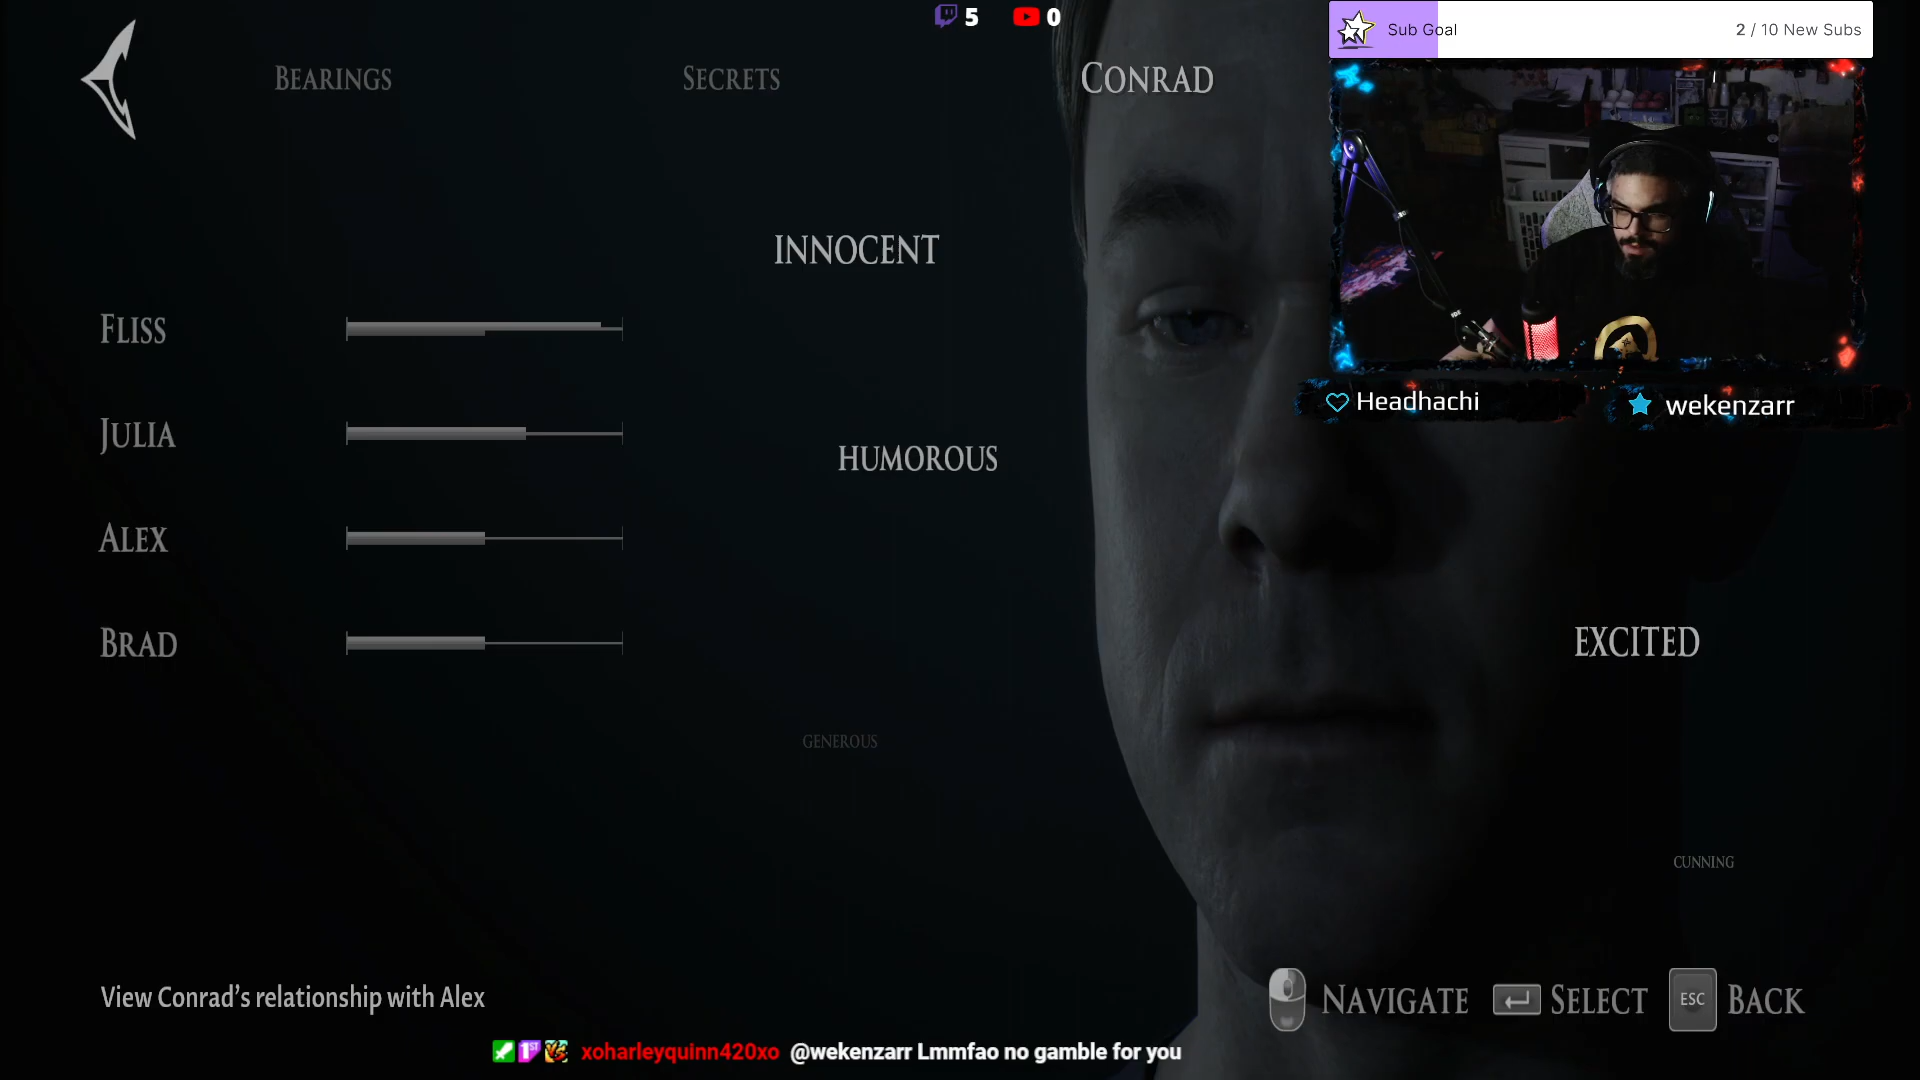 5 0
Sub Goal 2 / 10 New Subs
BEARINGS SECRETS CONRAD
INNOCENT
FLISS
Headhachi wekenzarr
JULIA
HUMOROUS
ALEX
BRAD
EXCITED
GENEROUS
CUNNING
View Conrad's relationship with Alex
NAVIGATE SELECT ESC BACK
1ST xoharleyquinn420xo @wekenzarr Lmmfao no gamble for you